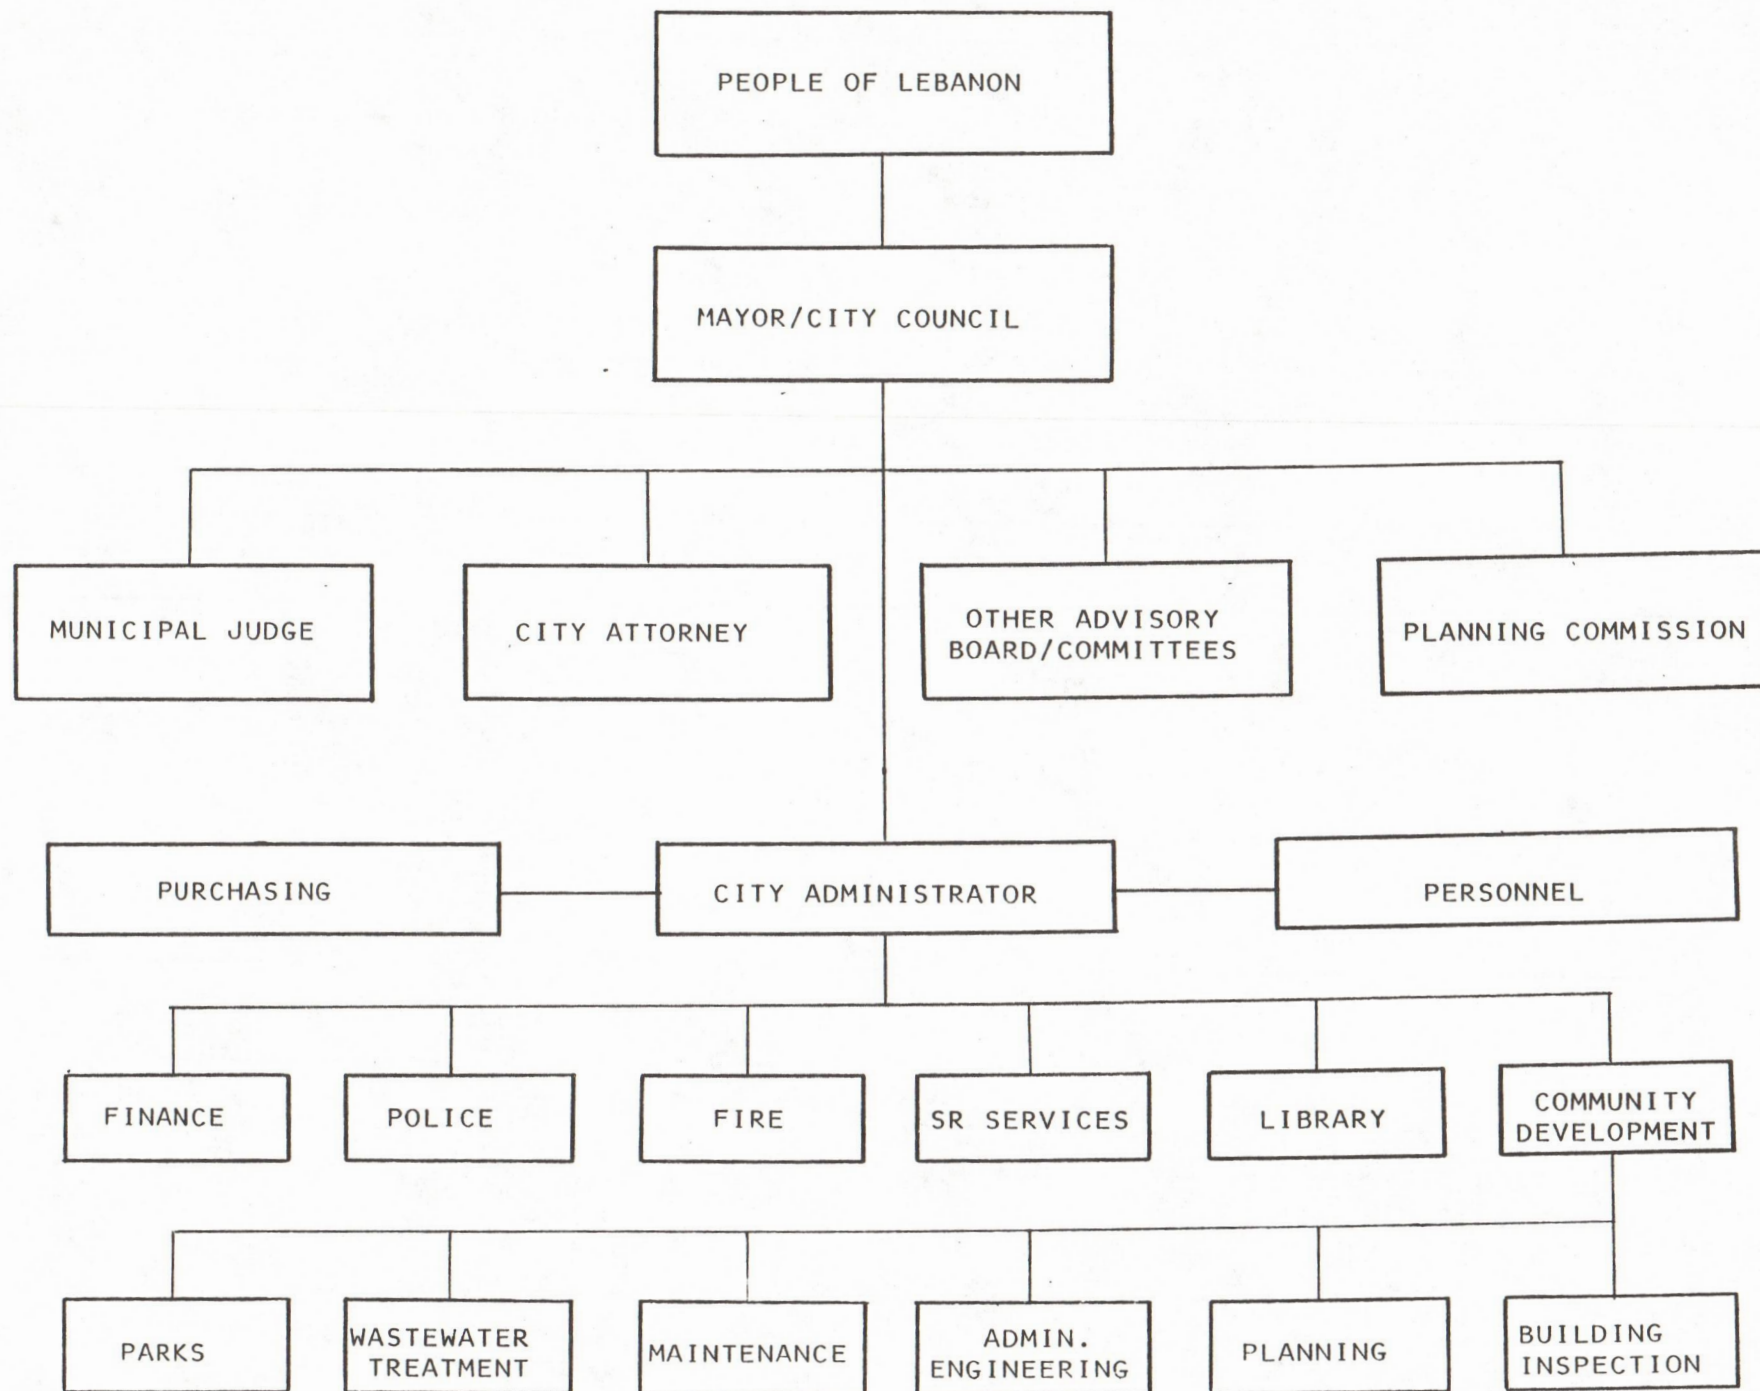 PEOPLE OF LEBANON
MAYOR/CITY COUNCIL
MUNICIPAL JUDGE
CITY ATTORNEY
OTHER ADVISORY
BOARD/COMMITTEES
PLANNING COMMISSION
PURCHASING
CITY ADMINISTRATOR
PERSONNEL
FINANCE
POLICE
FIRE
SR SERVICES
LIBRARY
COMMUNITY
DEVELOPMENT
PARKS
WASTEWATER
TREATMENT
MAINTENANCE
ADMIN.
ENGINEERING
PLANNING
BUILDING
INSPECTION